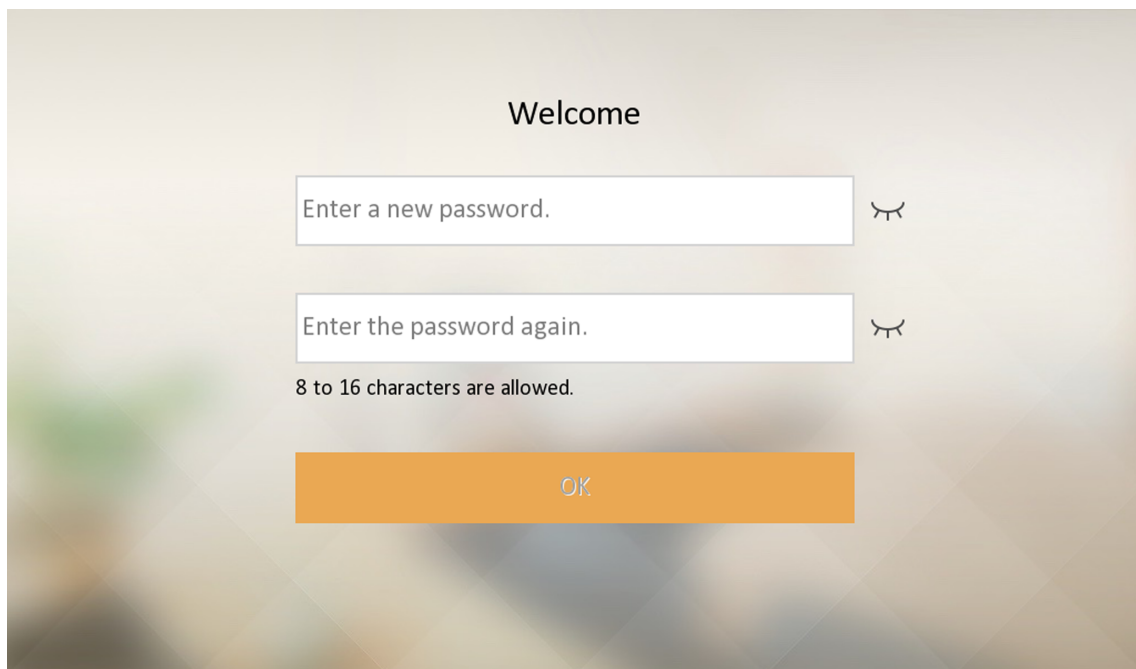 Welcome
Enter a new password.
Enter the password again.
8 to 16 characters are allowed.
OK